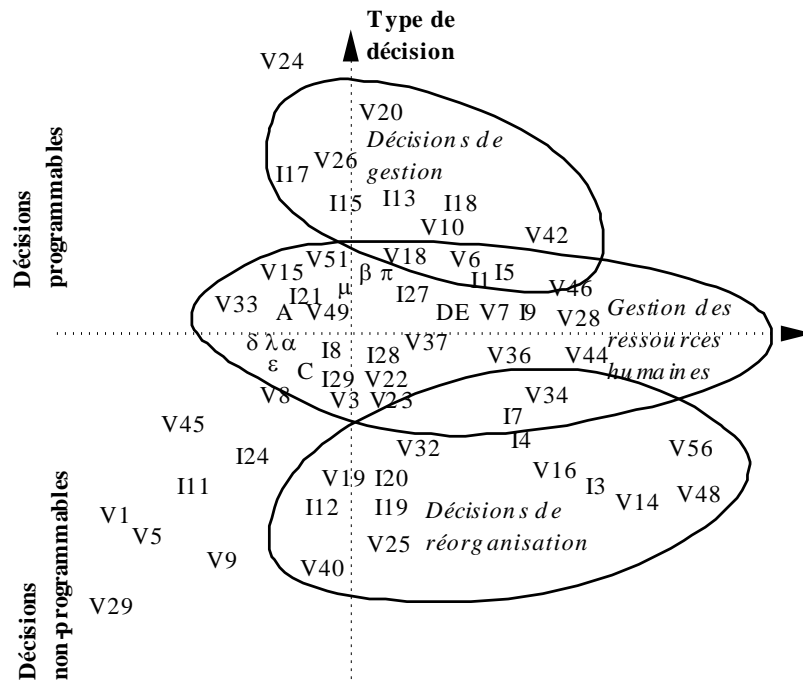 Type de
décision
V24
V20
Décisions de
V26
gestion
I17
I15
I13
I18
V10
V42
Décisions
programmables
V51
V18
V6
V15
β π
I1
I5
V46
μ
I21
I27
V33
A
V49
DE
V7
I9
V28
Gestion des
ressources
humaines
δ λ α
I8
V37
V36
V44
ε
C
I28
I29
V22
V8
V3
V23
V34
I7
V45
I4
V32
V56
I24
V16
I11
V19
I20
I3
V48
V14
I12
I19
Décisions de
réorganisation
V1
V5
V25
V9
V40
V29
Décisions
non-programmables